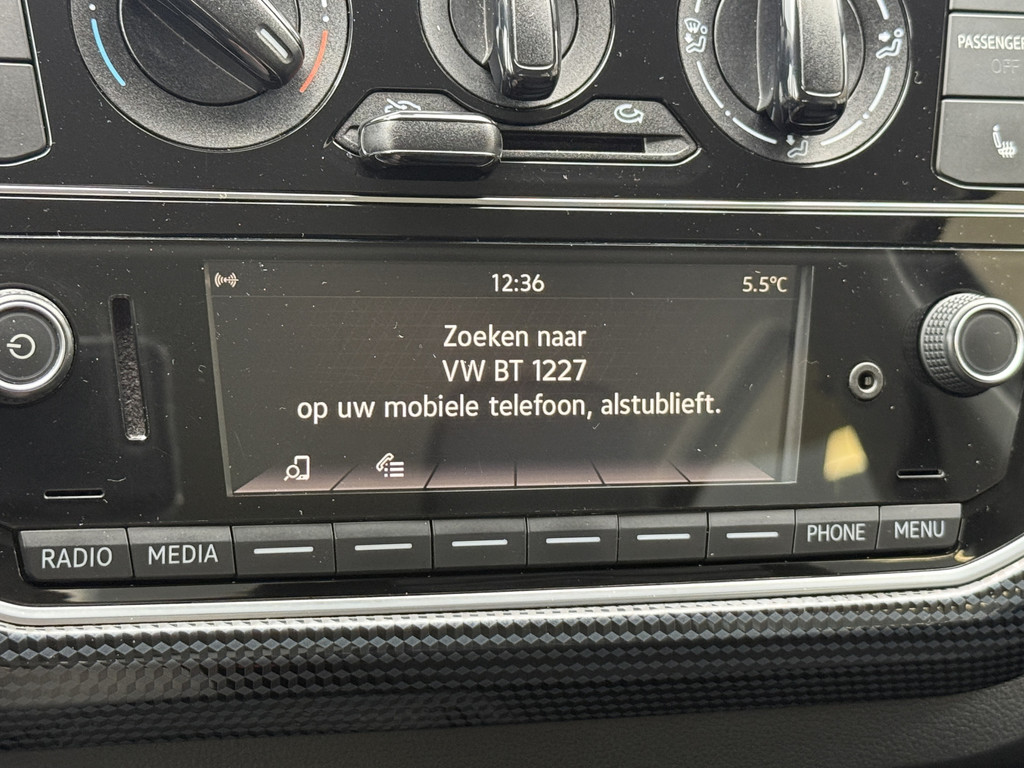 PASSENGER
OFF
12:36
5.5°C
Zoeken naar
VW BT 1227
op uw mobiele telefoon, alstublieft.
RADIO
MEDIA
PHONE
MENU